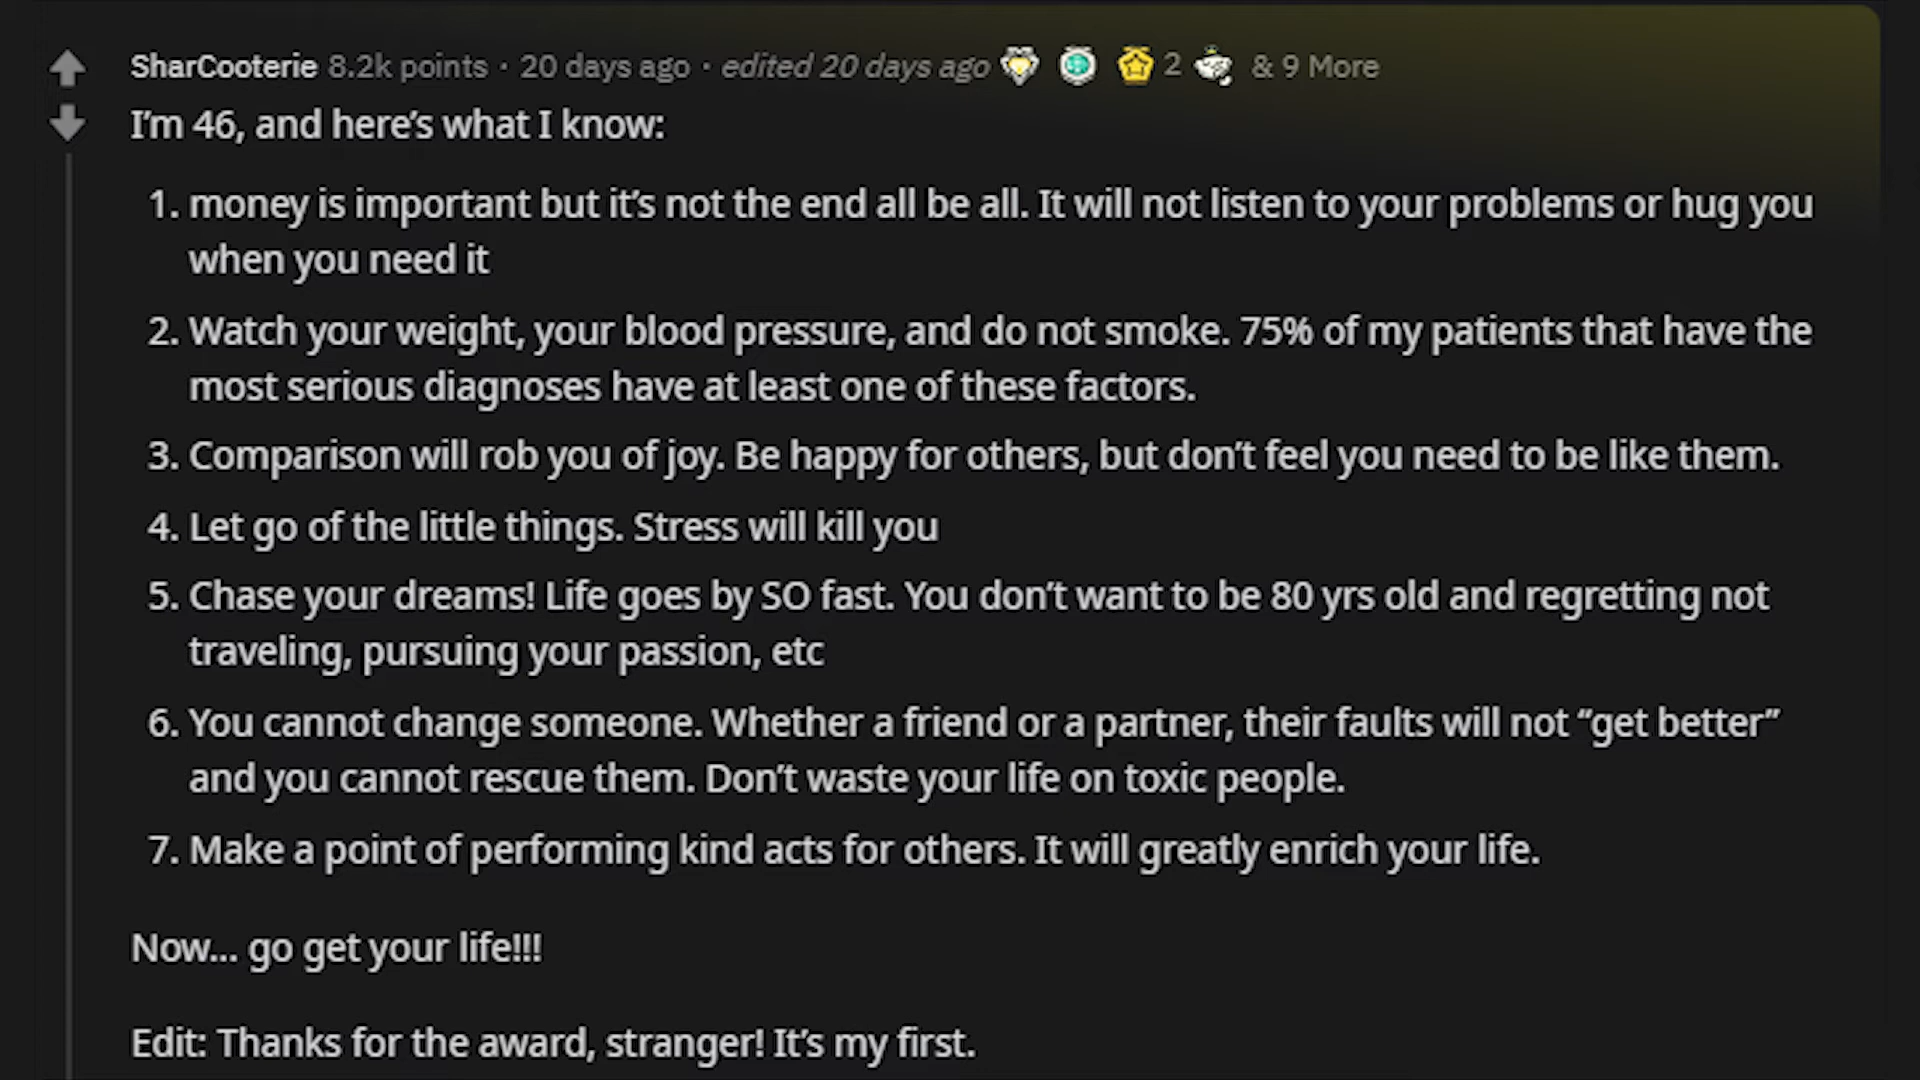 SharCooterie 8.2k points · 20 days ago · edited 20 days ago 2 & 9 More
I’m 46, and here’s what I know:
1. money is important but it’s not the end all be all. It will not listen to your problems or hug you
when you need it
2. Watch your weight, your blood pressure, and do not smoke. 75% of my patients that have the
most serious diagnoses have at least one of these factors.
3. Comparison will rob you of joy. Be happy for others, but don’t feel you need to be like them.
4. Let go of the little things. Stress will kill you
5. Chase your dreams! Life goes by SO fast. You don’t want to be 80 yrs old and regretting not
traveling, pursuing your passion, etc
6. You cannot change someone. Whether a friend or a partner, their faults will not “get better”
and you cannot rescue them. Don’t waste your life on toxic people.
7. Make a point of performing kind acts for others. It will greatly enrich your life.
Now... go get your life!!!
Edit: Thanks for the award, stranger! It’s my first.